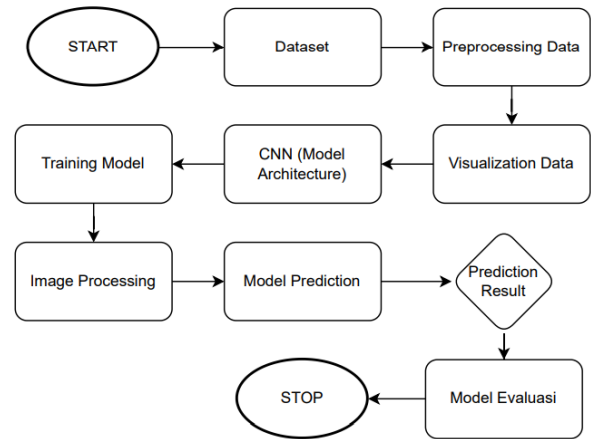 START
Dataset
Preprocessing Data
Visualization Data
CNN (Model
Architecture)
Training Model
Image Processing
Model Prediction
Prediction
Result
Model Evaluasi
STOP